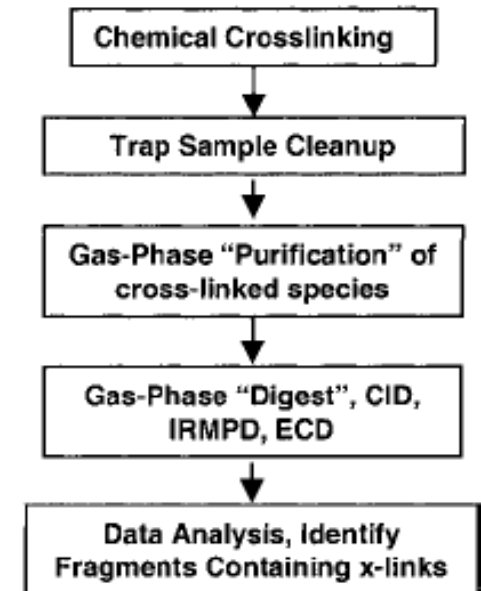 Chemical Crosslinking
Trap Sample Cleanup
Gas-Phase “Purification” of
cross-linked species
Gas-Phase “Digest”, CID,
IRMPD, ECD
Data Analysis, Identify
Fragments Containing x-links